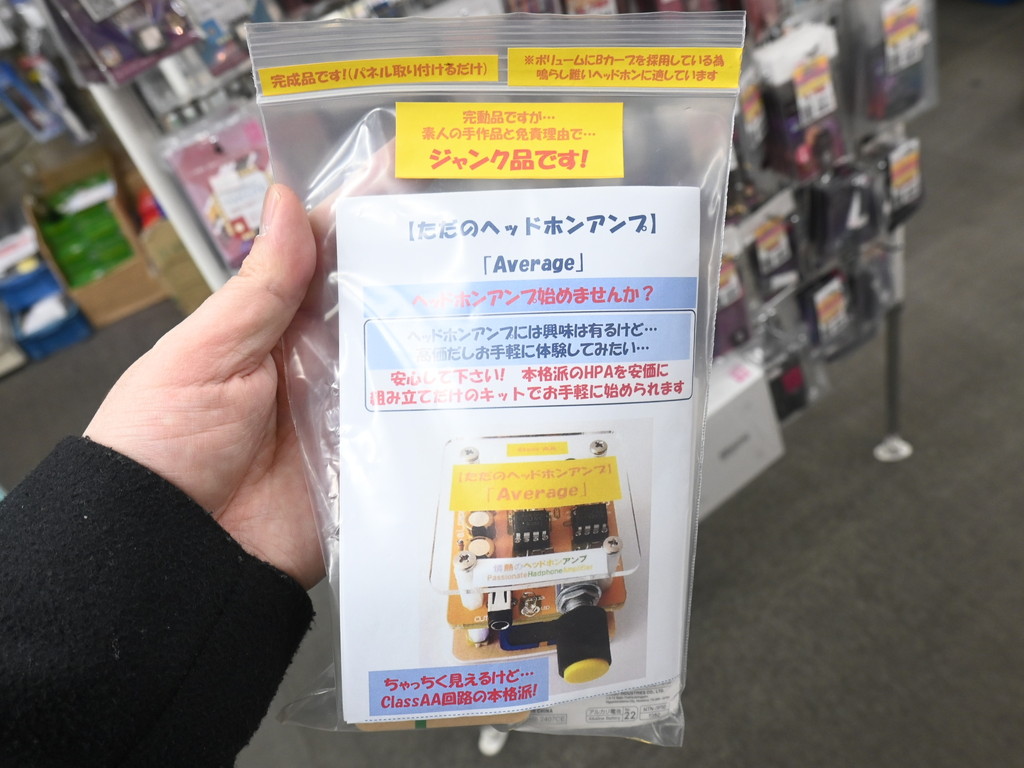 完成品です!(パネル取り付けるだけ)
※ボリュームにBカーブを採用している為
鳴らし難いヘッドホンに適しています
完動品ですが…
素人の手作品と免責理由で…
ジャンク品です!
【ただのヘッドホンアンプ】
「Average」
ヘッドホンアンプ始めませんか?
ヘッドホンアンプには興味は有るけど…
高価だしお手軽に体験してみたい…
安心して下さい! 本格派のHPAを安価に
組み立てだけのキットでお手軽に始められます
【ただのヘッドホンアンプ】
「Average」
情熱のヘッドホンアンプ
Passionate Headphone Amplifier
ちゃっちく見えるけど…
ClassAA回路の本格派!
アルカリ電池
22